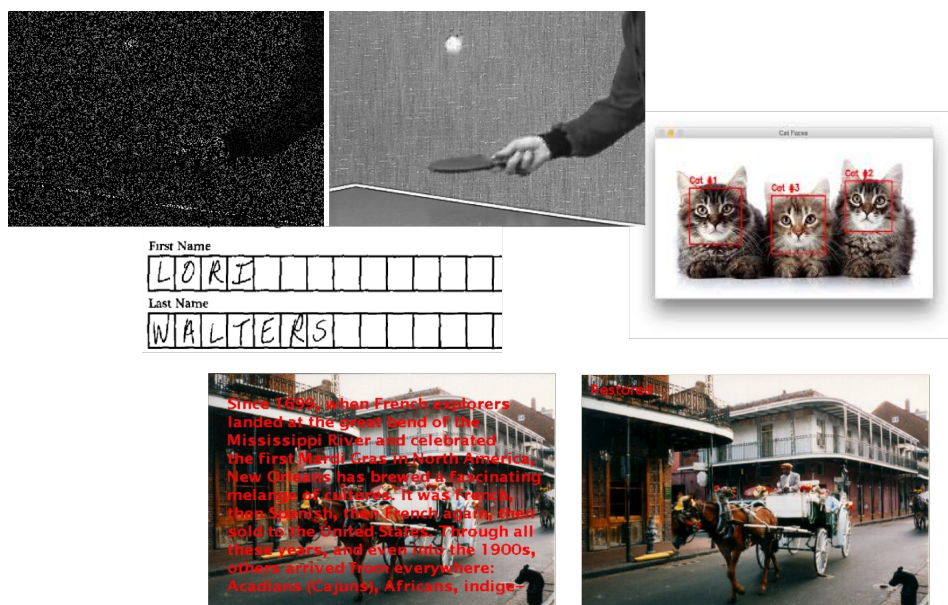 Cat Faces
Cat #1
Cat #3
Cat #2
First Name
LORI
Last Name
WALTERS
Since 1699, when French explorers
landed at the great bend of the
Mississippi River and celebrated
the first Mardi Gras in North America,
New Orleans has brewed a fascinating
melange of cultures. It was French,
then Spanish, then French again, then
sold to the United States. Through all
these years, and even into the 1900s,
others arrived from everywhere:
Acadians (Cajuns), Africans, indige-
Restored